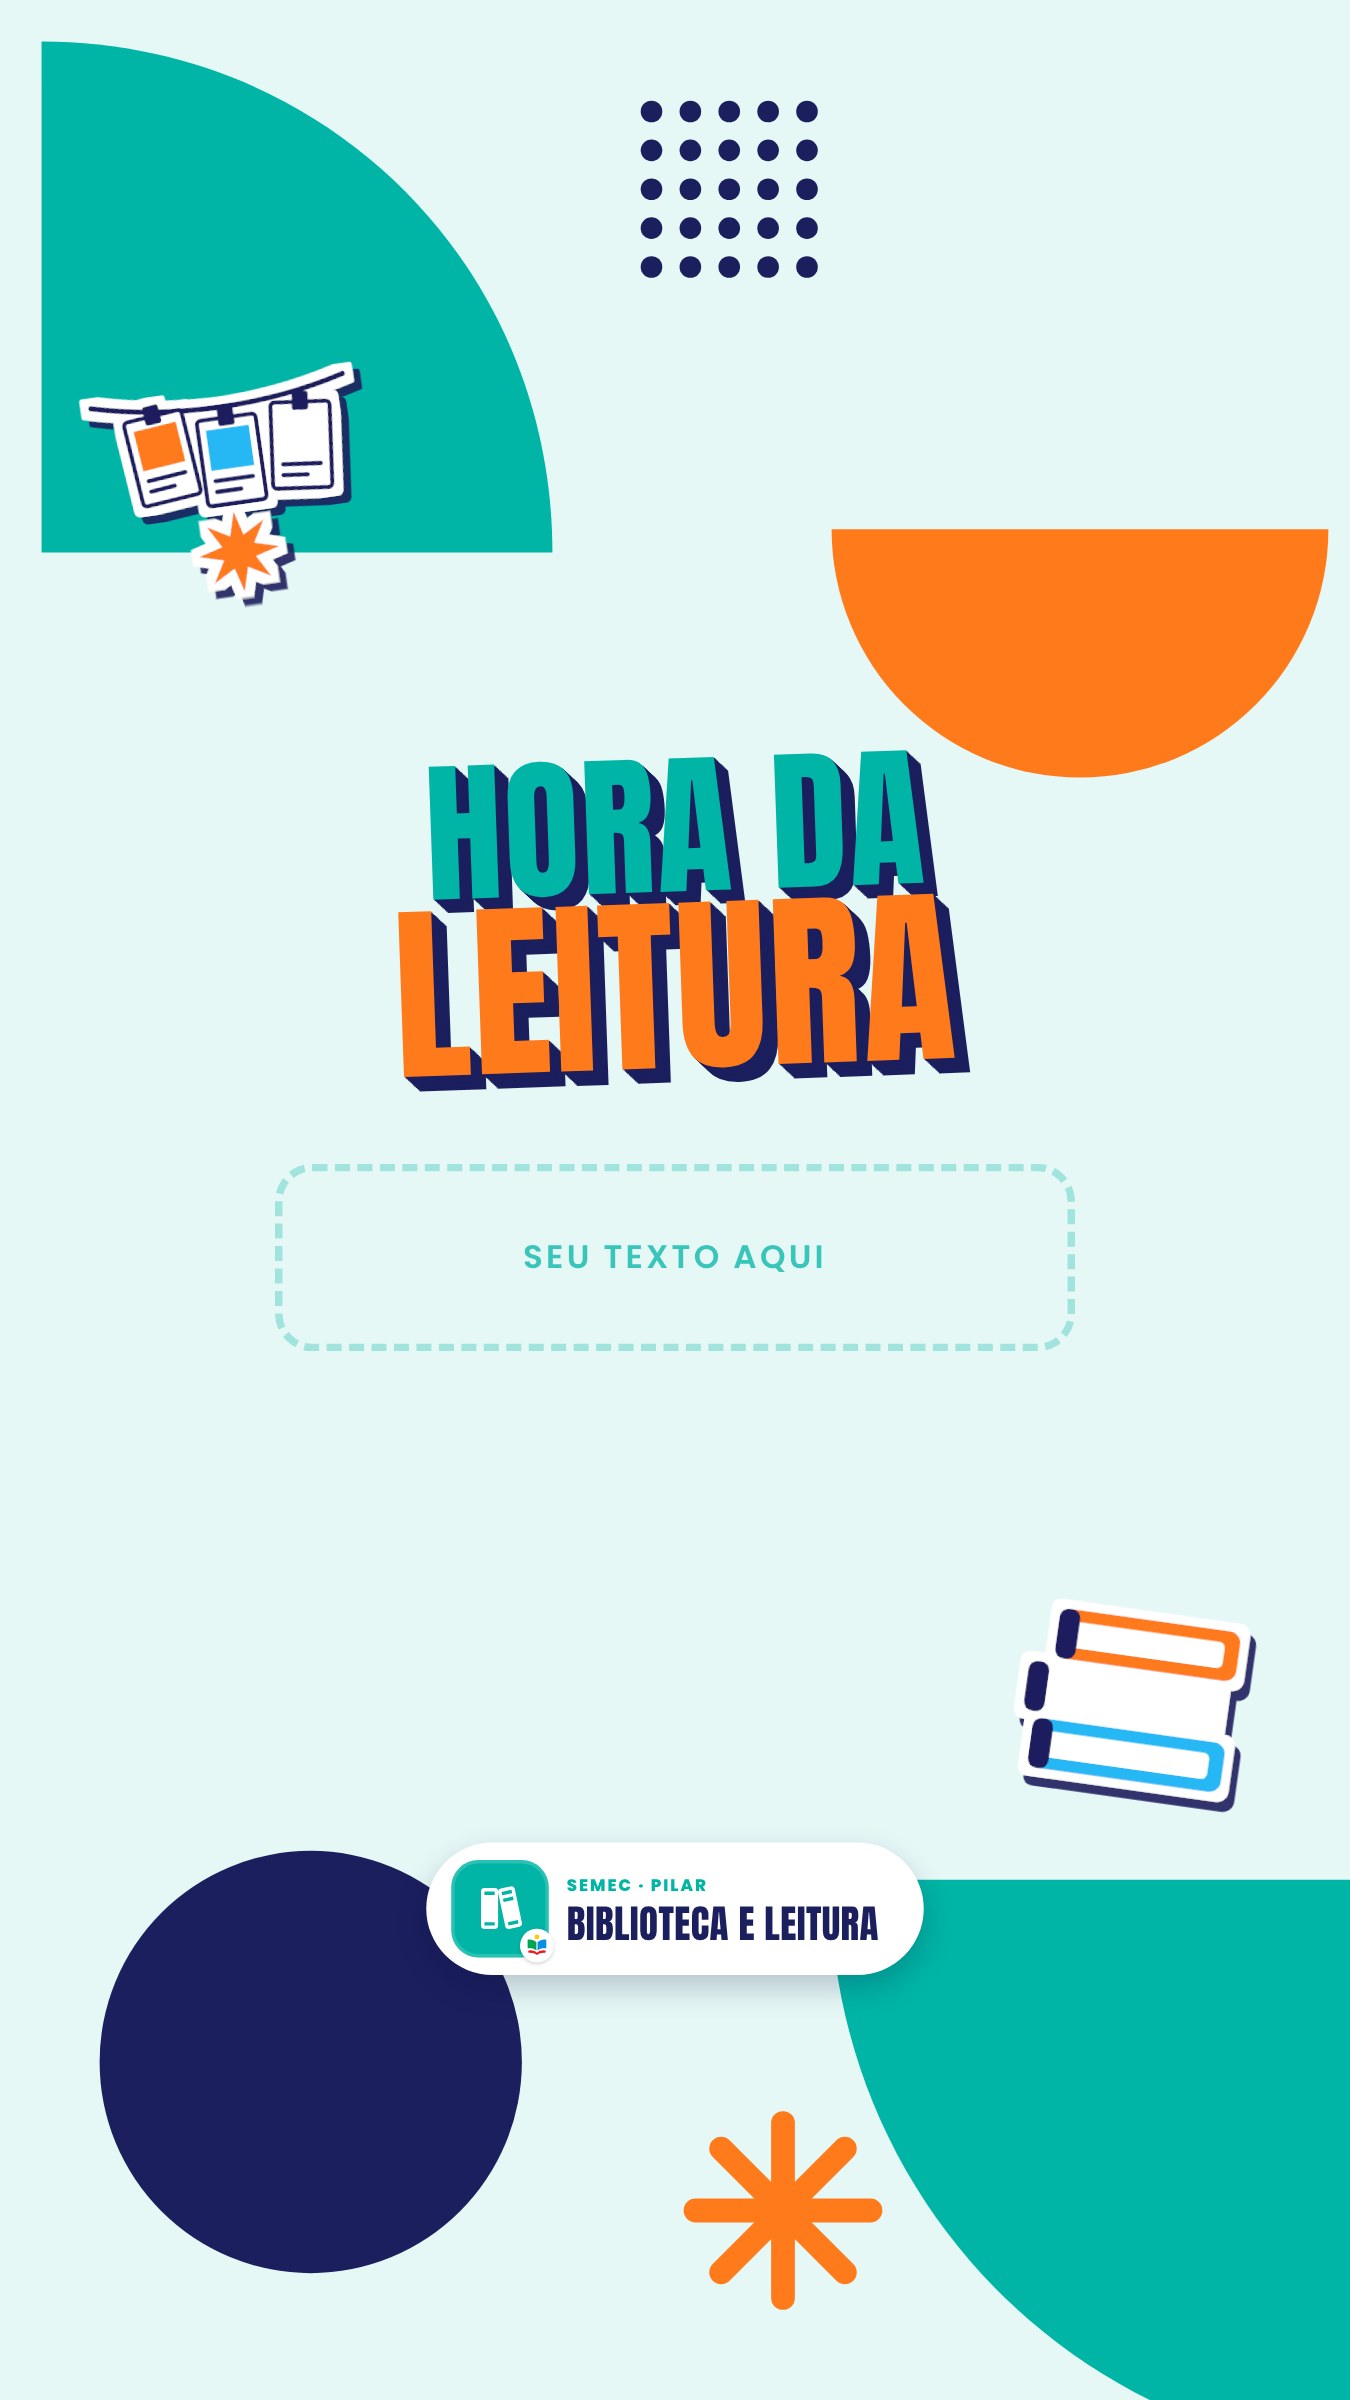 HORA DA
LEITURA
SEU TEXTO AQUI
SEMEC · PILAR
BIBLIOTECA E LEITURA